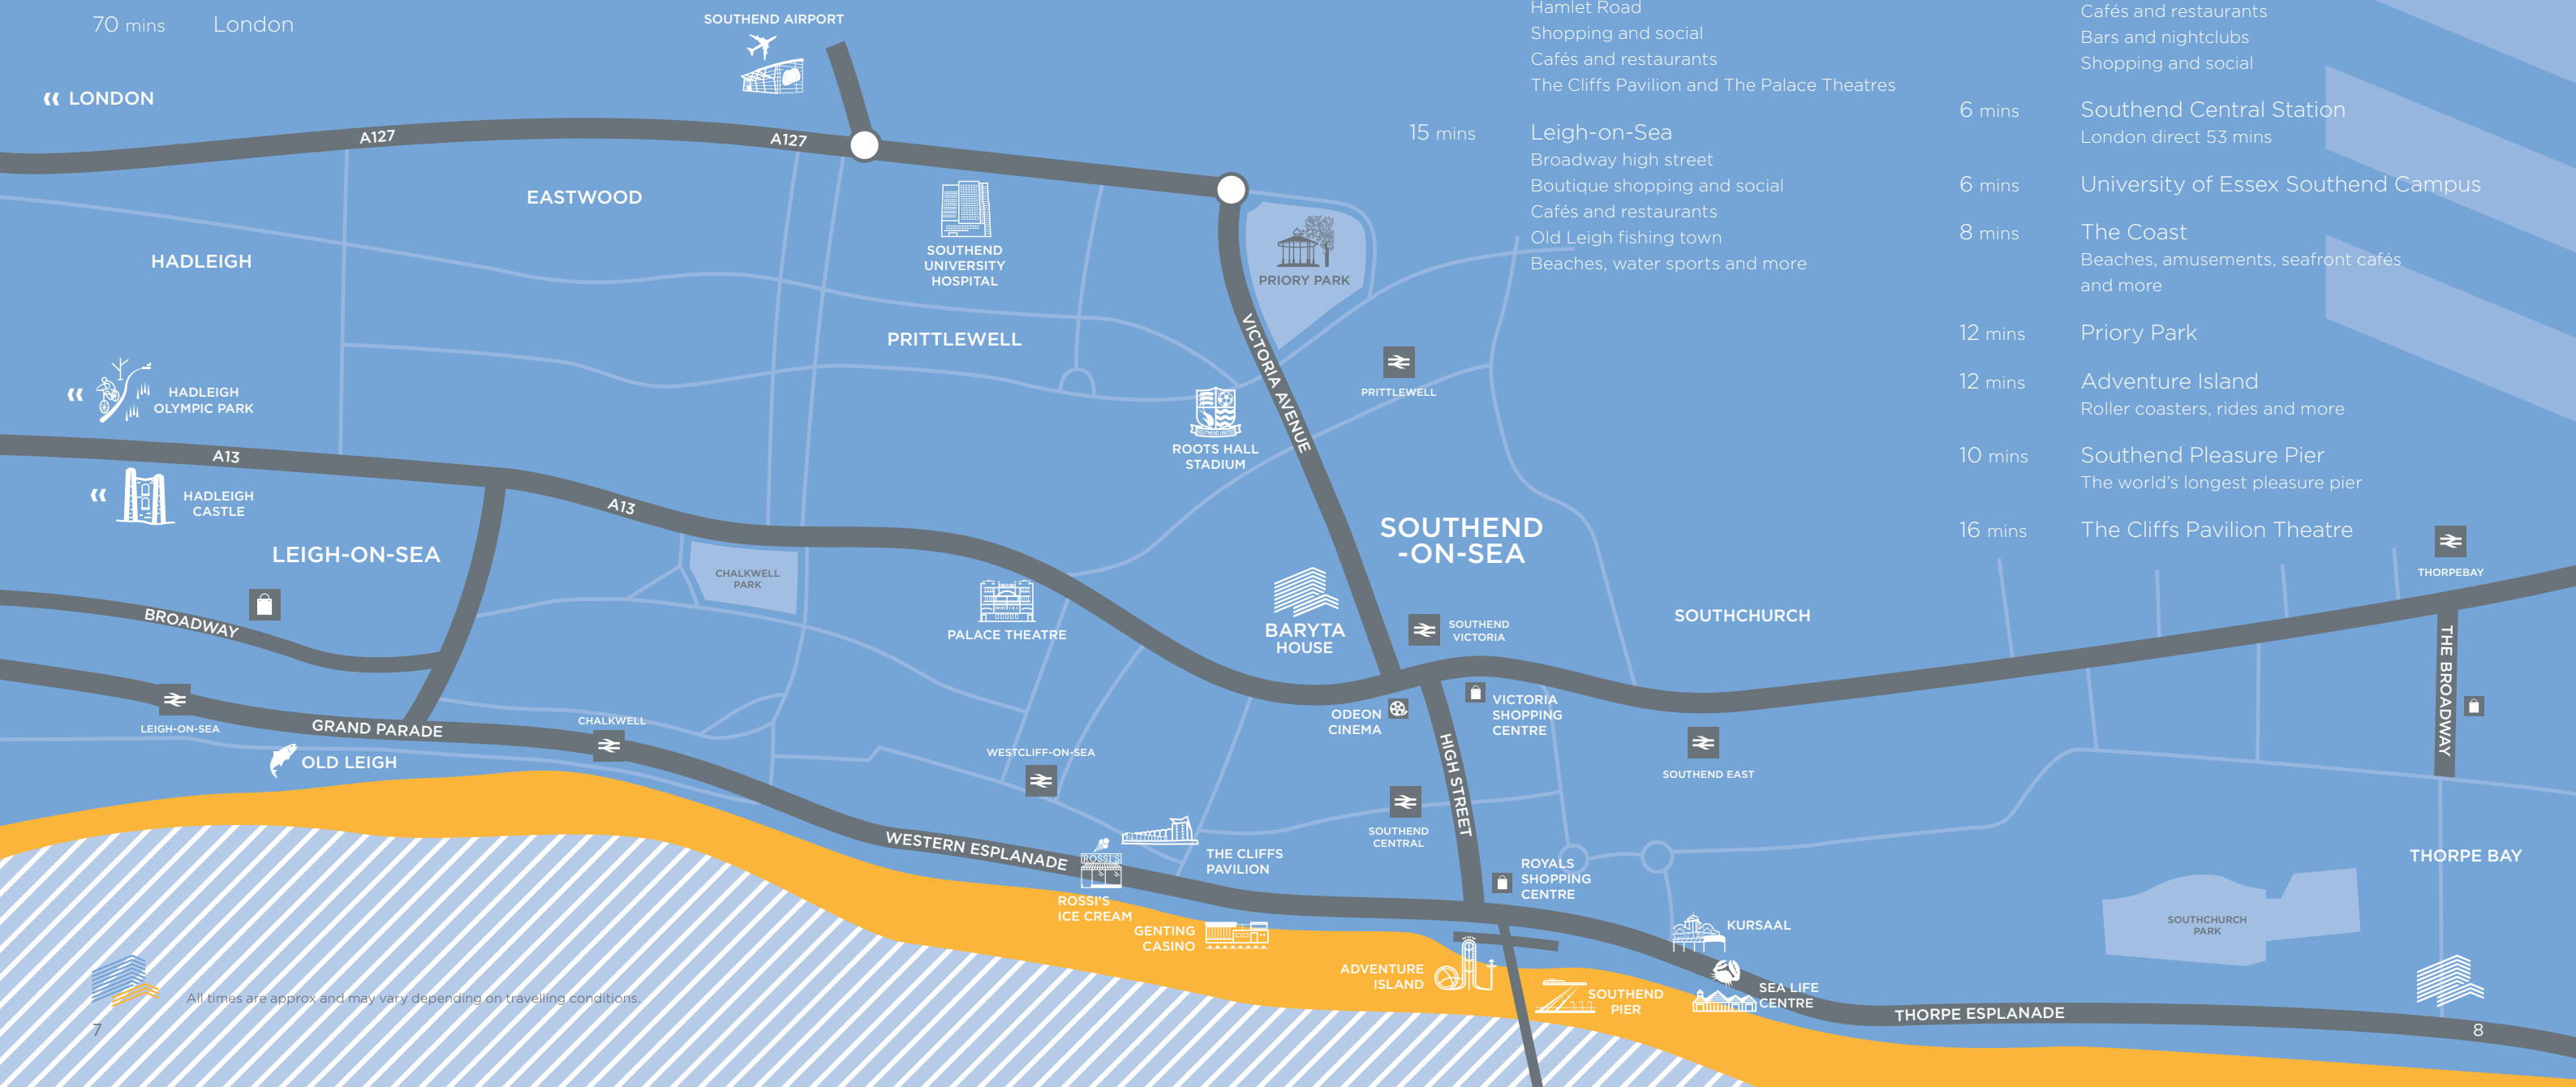 70 mins London
Hamlet Road
Shopping and social
Cafés and restaurants
The Cliffs Pavilion and The Palace Theatres
15 mins Leigh-on-Sea
Broadway high street
Boutique shopping and social
Cafés and restaurants
Old Leigh fishing town
Beaches, water sports and more
Cafés and restaurants
Bars and nightclubs
Shopping and social
6 mins Southend Central Station
London direct 53 mins
6 mins University of Essex Southend Campus
8 mins The Coast
Beaches, amusements, seafront cafés
and more
12 mins Priory Park
12 mins Adventure Island
Roller coasters, rides and more
10 mins Southend Pleasure Pier
The world's longest pleasure pier
16 mins The Cliffs Pavilion Theatre
SOUTHEND AIRPORT
LONDON
A127
A127
EASTWOOD
HADLEIGH
SOUTHEND
UNIVERSITY
HOSPITAL
PRIORY PARK
PRITTLEWELL
VICTORIA AVENUE
PRITTLEWELL
HADLEIGH
OLYMPIC PARK
SOUTHEND UNITED
ROOTS HALL
STADIUM
A13
HADLEIGH
CASTLE
A13
LEIGH-ON-SEA
SOUTHEND
-ON-SEA
CHALKWELL
PARK
PALACE THEATRE
BARYTA
HOUSE
SOUTHEND
VICTORIA
SOUTHCHURCH
THORPEBAY
BROADWAY
THE BROADWAY
LEIGH-ON-SEA
GRAND PARADE
CHALKWELL
OLD LEIGH
ODEON
CINEMA
VICTORIA
SHOPPING
CENTRE
HIGH STREET
WESTCLIFF-ON-SEA
SOUTHEND EAST
SOUTHEND
CENTRAL
WESTERN ESPLANADE
ROSSI'S
ROSSI'S
ICE CREAM
THE CLIFFS
PAVILION
ROYALS
SHOPPING
CENTRE
THORPE BAY
GENTING
CASINO
KURSAAL
SOUTHCHURCH
PARK
ADVENTURE
ISLAND
SOUTHEND
PIER
SEA LIFE
CENTRE
THORPE ESPLANADE
All times are approx and may vary depending on travelling conditions.
7
8